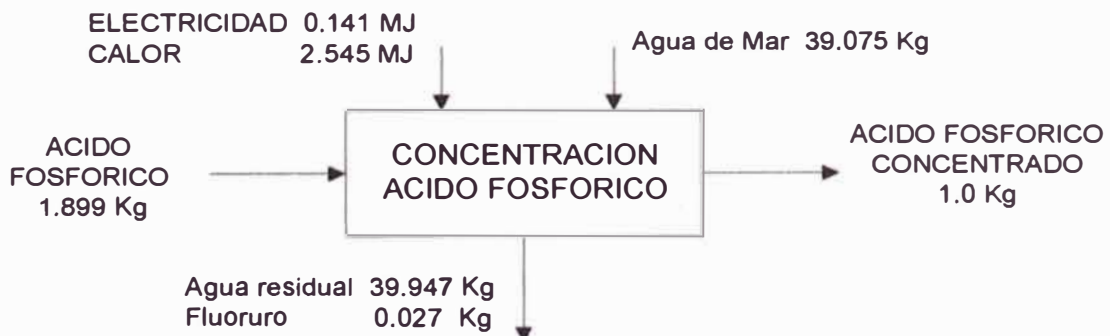 ELECTRICIDAD 0.141 MJ
CALOR 2.545 MJ
Agua de Mar 39.075 Kg
ACIDO
FOSFORICO
1.899 Kg
CONCENTRACION
ACIDO FOSFORICO
ACIDO FOSFORICO
CONCENTRADO
1.0 Kg
Agua residual 39.947 Kg
Fluoruro 0.027 Kg